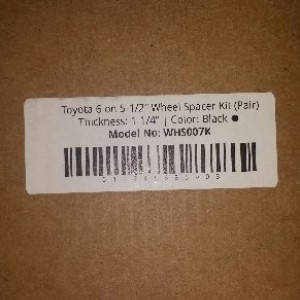 Toyota 6 on 5-1/2" Wheel Spacer Kit (Pair)
Thickness: 1-1/4" | Color: Black ●
Model No: WHS007K